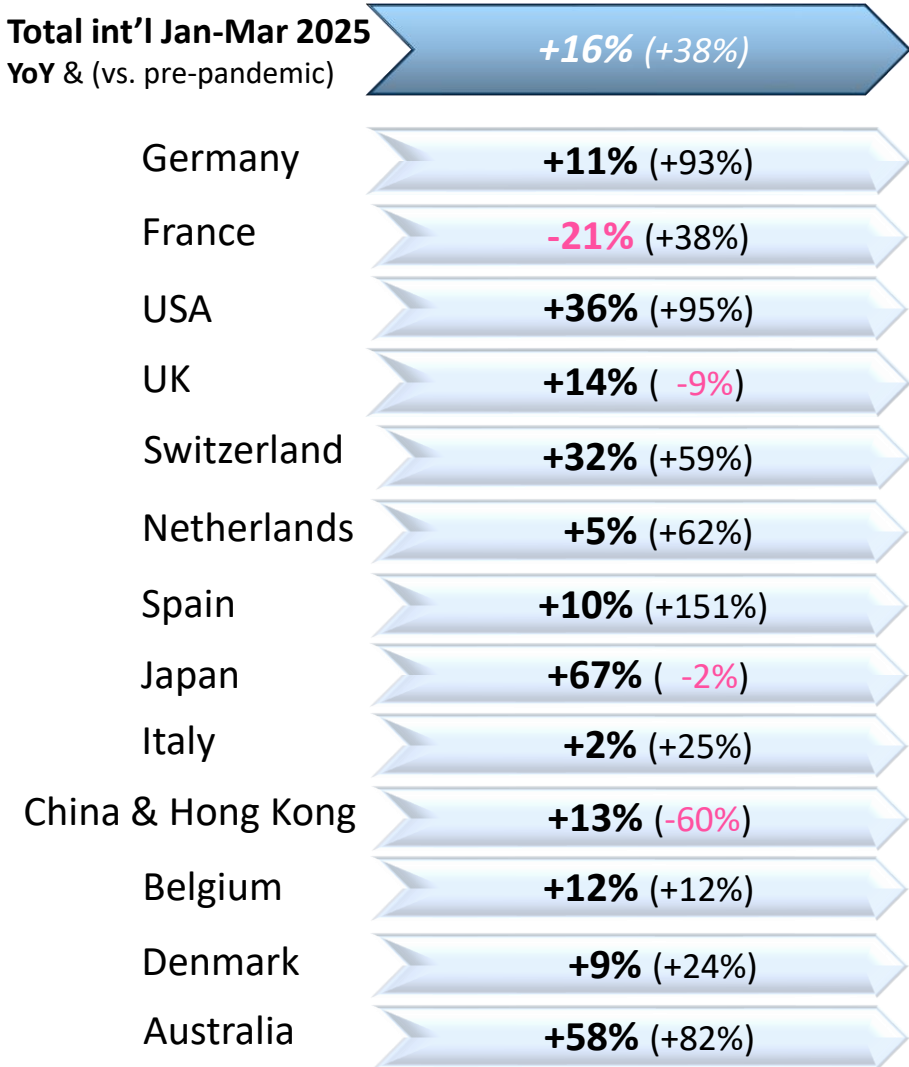 Total int’l Jan-Mar 2025
YoY & (vs. pre-pandemic)
+16% (+38%)
Germany +11% (+93%)
France -21% (+38%)
USA +36% (+95%)
UK +14% ( -9%)
Switzerland +32% (+59%)
Netherlands +5% (+62%)
Spain +10% (+151%)
Japan +67% ( -2%)
Italy +2% (+25%)
China & Hong Kong +13% (-60%)
Belgium +12% (+12%)
Denmark +9% (+24%)
Australia +58% (+82%)